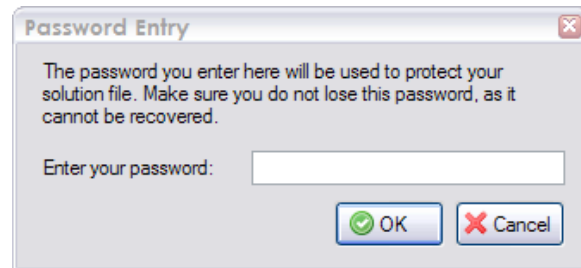 Password Entry
The password you enter here will be used to protect your
solution file. Make sure you do not lose this password, as it
cannot be recovered.
Enter your password:
OK Cancel